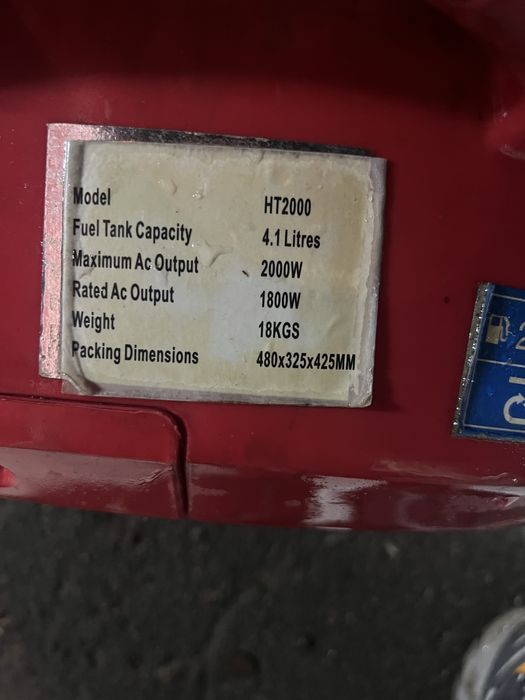 Model HT2000
Fuel Tank Capacity 4.1 Litres
Maximum Ac Output 2000W
Rated Ac Output 1800W
Weight 18KGS
Packing Dimensions 480x325x425MM